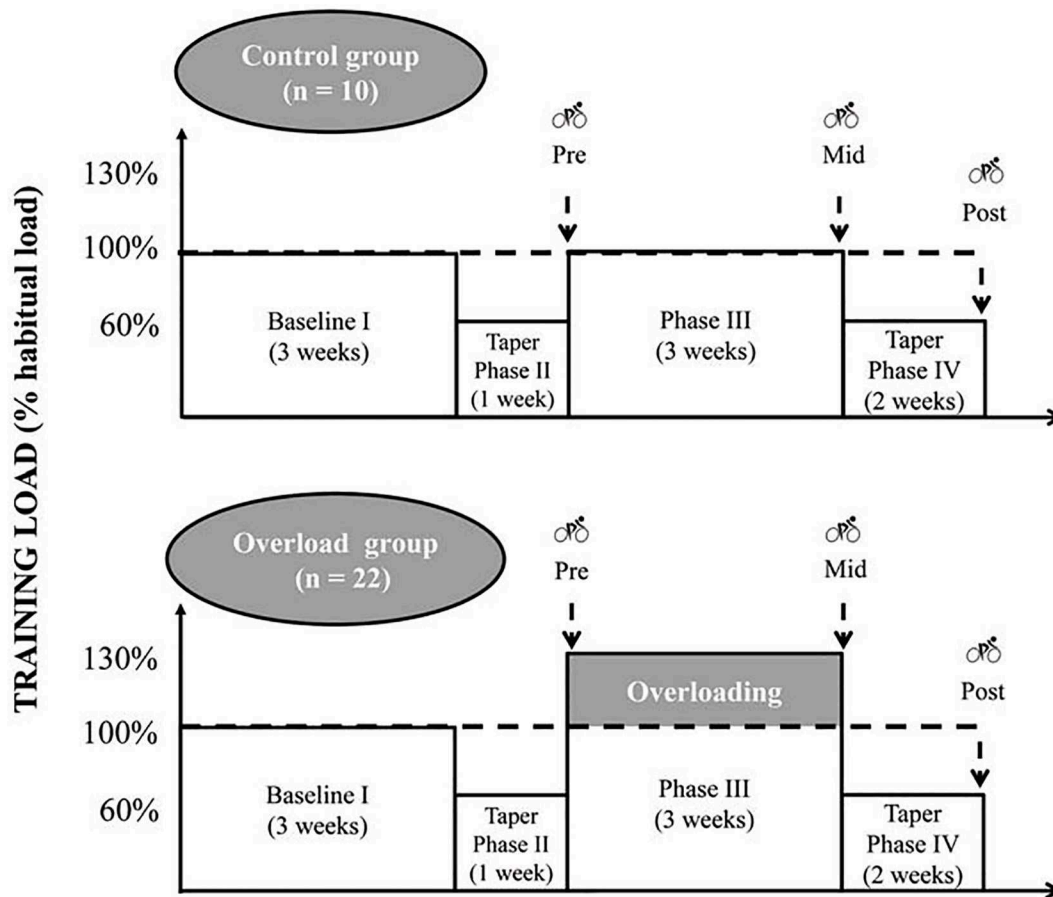 TRAINING LOAD (% habitual load)
Control group
(n = 10)
130%
100%
60%
Pre
Mid
Post
Baseline I
(3 weeks)
Taper
Phase II
(1 week)
Phase III
(3 weeks)
Taper
Phase IV
(2 weeks)
Overload group
(n = 22)
130%
100%
60%
Pre
Mid
Post
Overloading
Baseline I
(3 weeks)
Taper
Phase II
(1 week)
Phase III
(3 weeks)
Taper
Phase IV
(2 weeks)